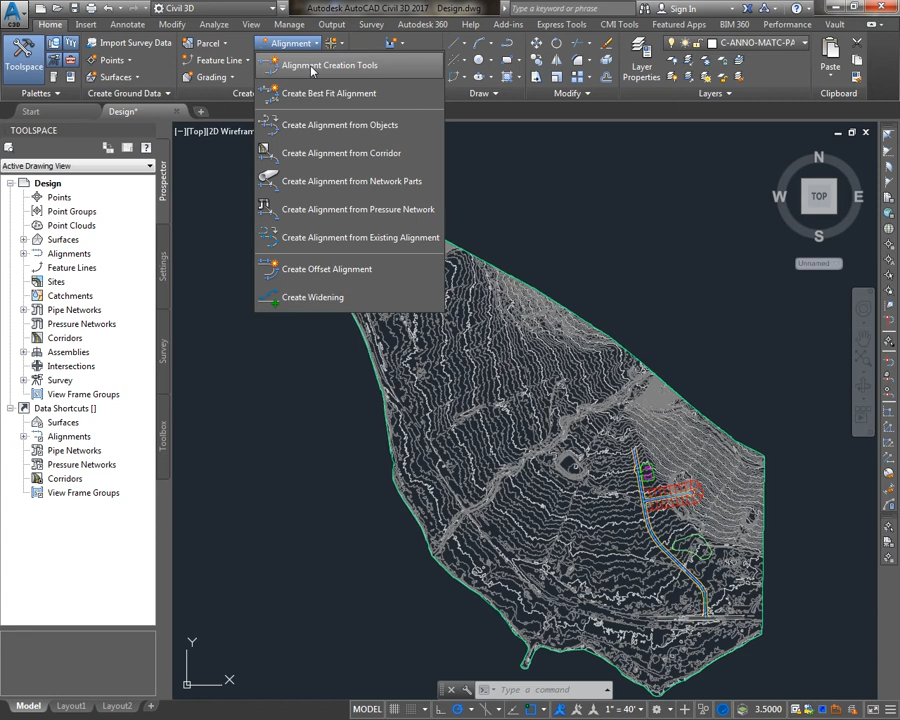 A
C3D
Civil 3D
Autodesk AutoCAD Civil 3D 2017 Design.dwg
Type a keyword or phrase
Sign In
Home Insert Annotate Modify Analyze View Manage Output Survey Autodesk 360 Add-ins Express Tools CMI Tools Featured Apps BIM 360 Performance Vault
Toolspace
Import Survey Data
Points
Surfaces
Create Ground Data
Parcel
Feature Line
Grading
Alignment
Alignment Creation Tools
Create Best Fit Alignment
Create Alignment from Objects
Create Alignment from Corridor
Create Alignment from Network Parts
Create Alignment from Pressure Network
Create Alignment from Existing Alignment
Create Offset Alignment
Create Widening
Draw
Modify
Layer
Properties
C-ANNO-MATC-PA...
Layers
Start
Design*
TOOLSPACE
Active Drawing View
Design
Points
Point Groups
Point Clouds
Surfaces
Alignments
Feature Lines
Sites
Catchments
Pipe Networks
Pressure Networks
Corridors
Assemblies
Intersections
Survey
View Frame Groups
Data Shortcuts []
Surfaces
Alignments
Pipe Networks
Pressure Networks
Corridors
View Frame Groups
Prospector
Settings
Survey
Toolbox
[−][Top][2D Wirefram
N
W
TOP
E
S
Unnamed
Y
X
Type a command
Model Layout1 Layout2 +
MODEL
1" = 40'
3.5000